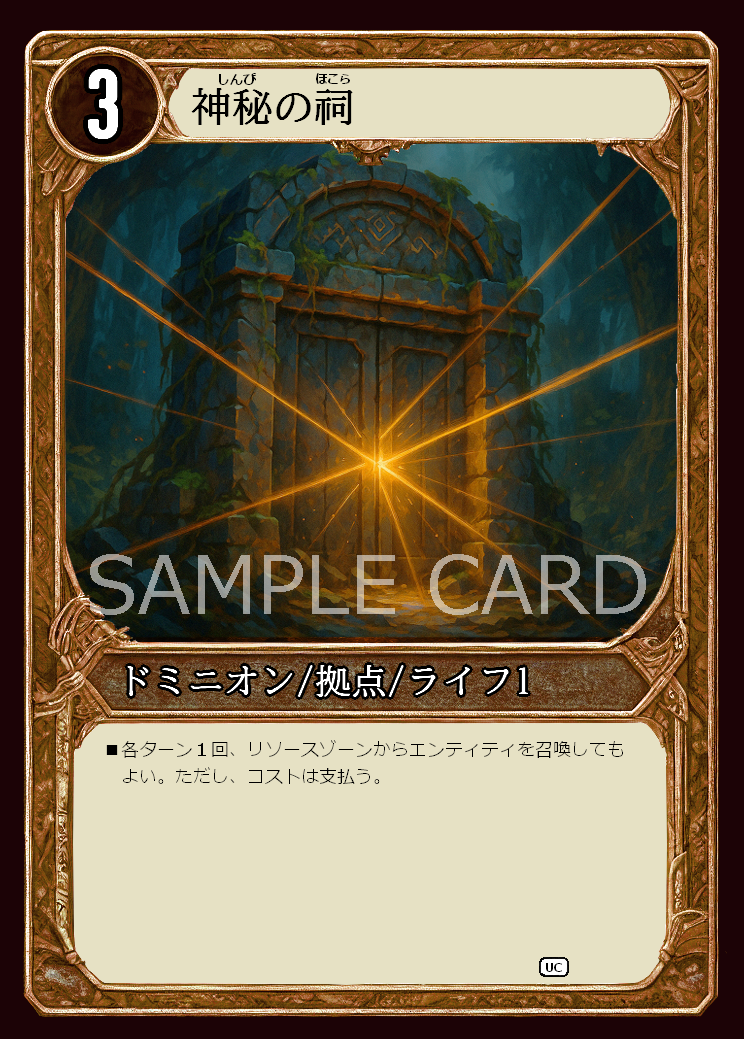 3
しんぴ ほこら
神秘の祠
SAMPLE CARD
ドミニオン/拠点/ライフ1
■各ターン１回、リソースゾーンからエンティティを召喚しても
よい。ただし、コストは支払う。
UC